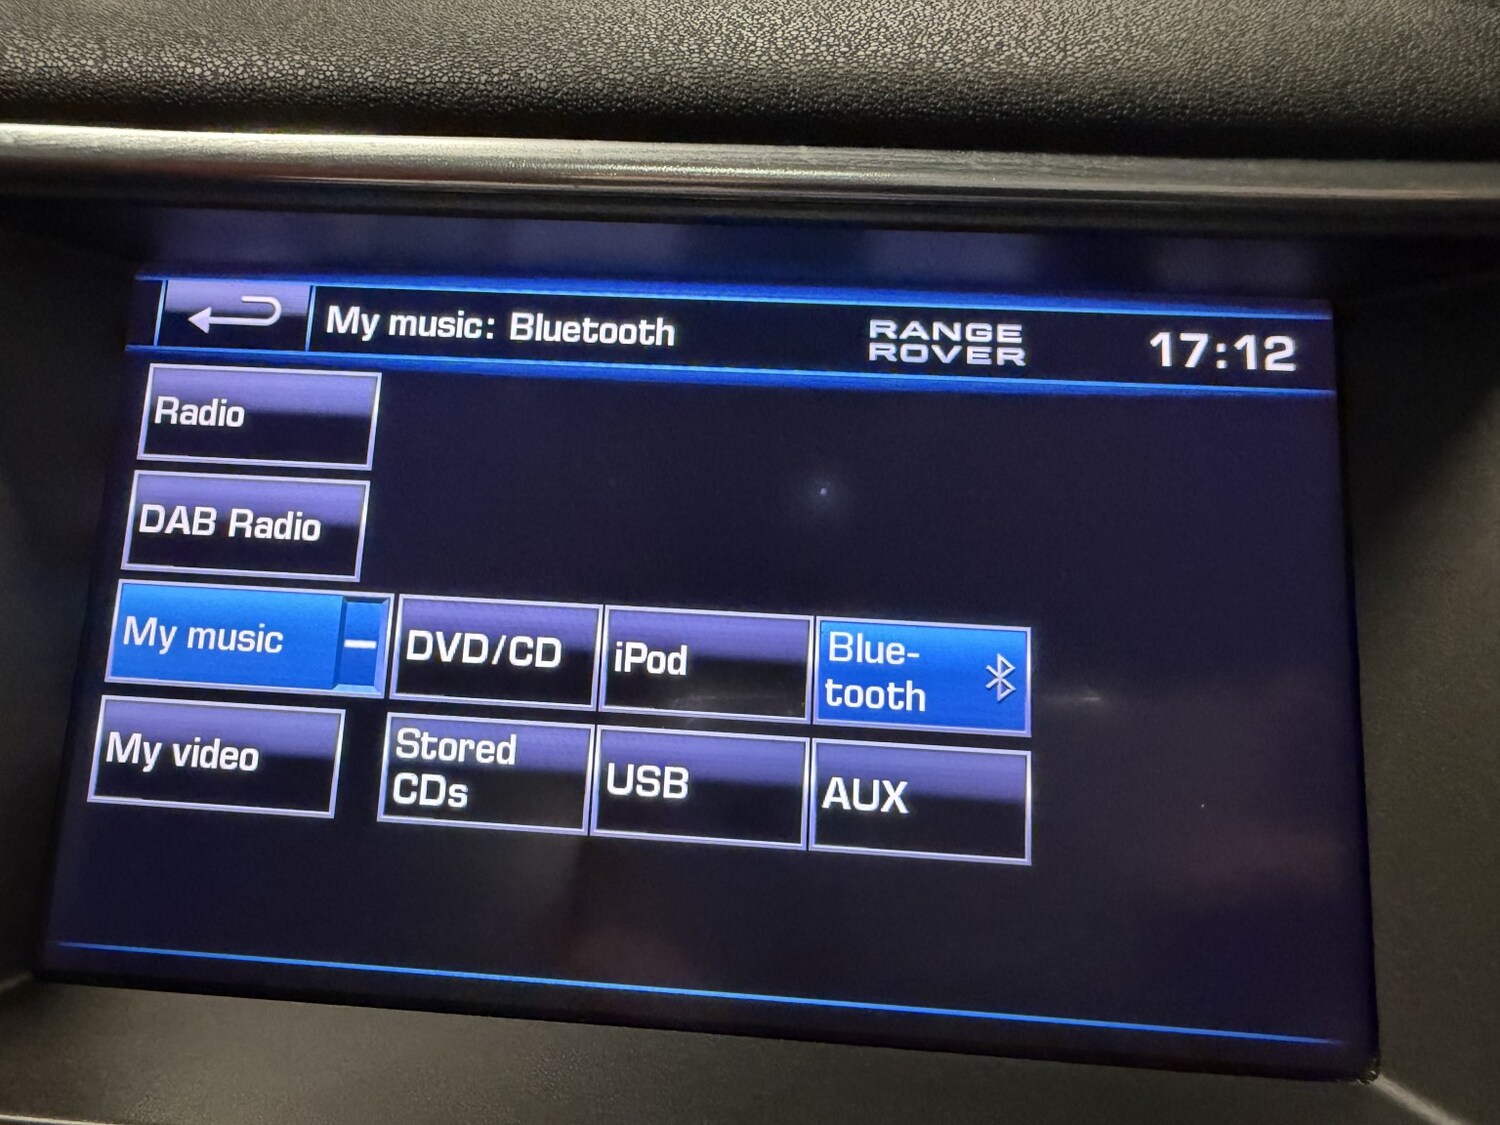 My music: Bluetooth
RANGE
ROVER
17:12
Radio
DAB Radio
My music
DVD/CD
iPod
Blue-
tooth
My video
Stored
CDs
USB
AUX